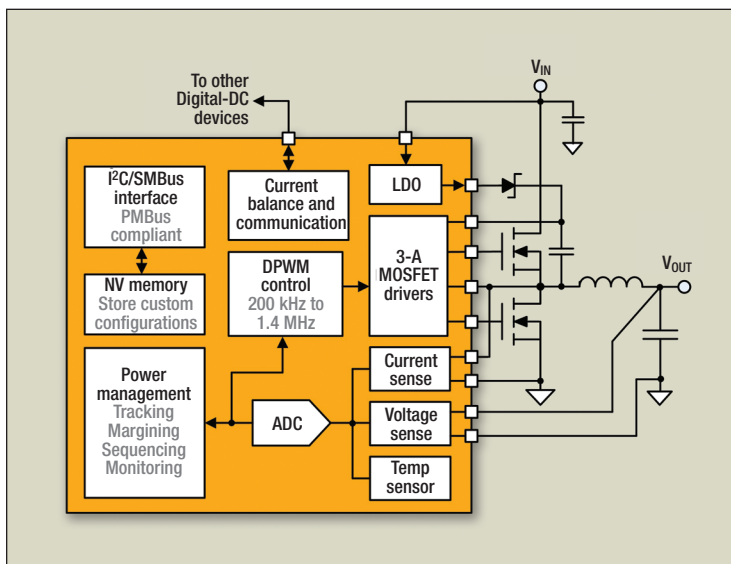 To other
Digital-DC
devices
V_IN
I²C/SMBus
interface
PMBus
compliant
Current
balance and
communication
LDO
NV memory
Store custom
configurations
DPWM
control
200 kHz to
1.4 MHz
3-A
MOSFET
drivers
V_OUT
Power
management
Tracking
Margining
Sequencing
Monitoring
ADC
Current
sense
Voltage
sense
Temp
sensor